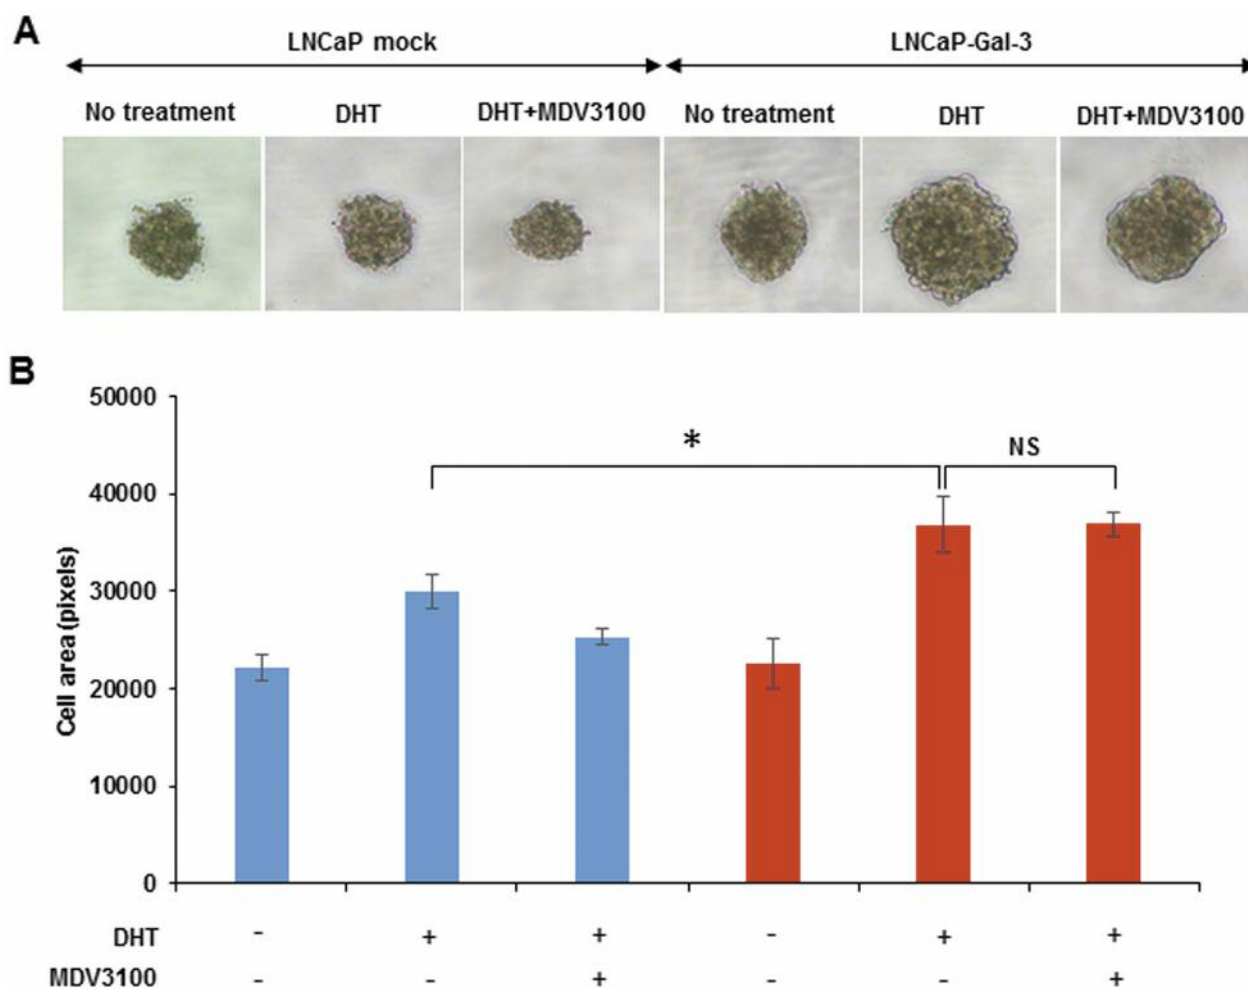 A
LNCaP mock
LNCaP-Gal-3
No treatment
DHT
DHT+MDV3100
No treatment
DHT
DHT+MDV3100
B
50000
40000
30000
20000
10000
0
Cell area (pixels)
*
NS
DHT - + + - + +
MDV3100 - - + - - +